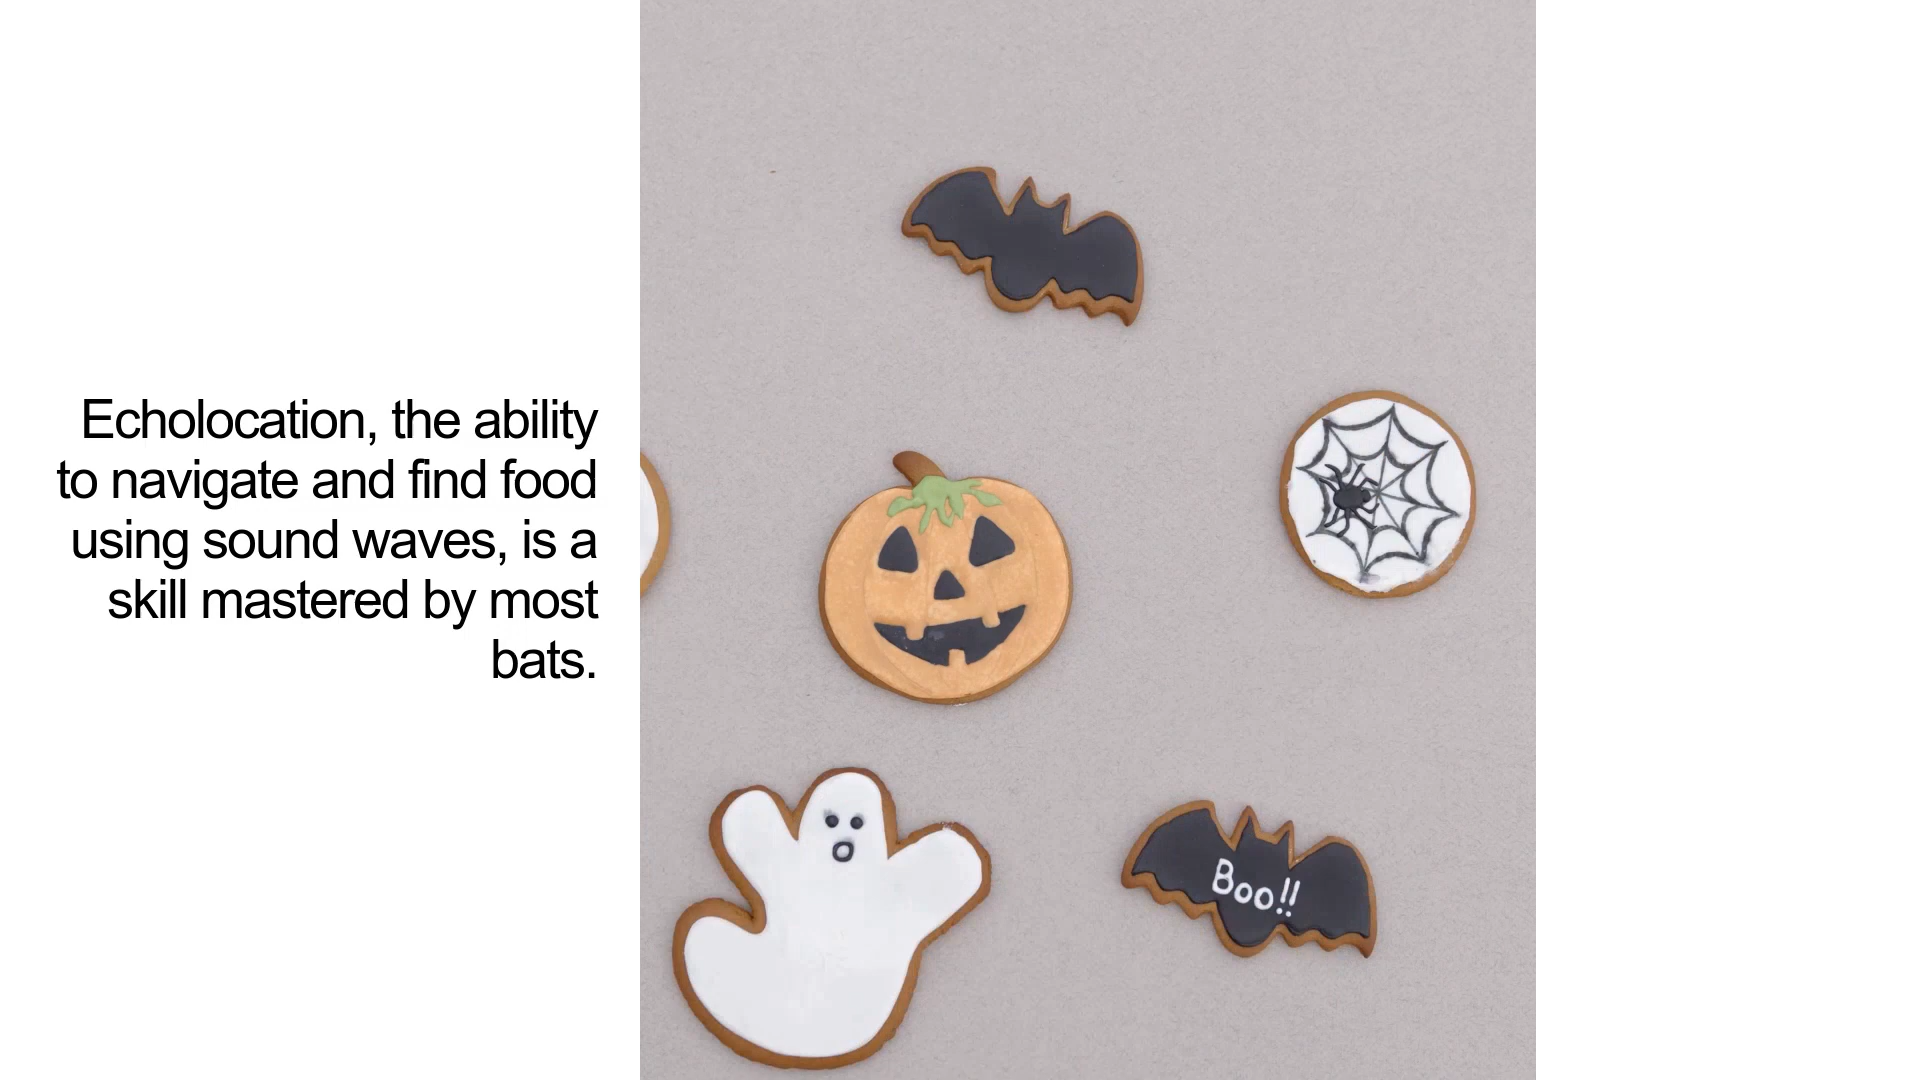 Echolocation, the ability
to navigate and find food
using sound waves, is a
skill mastered by most
bats.
Boo!!